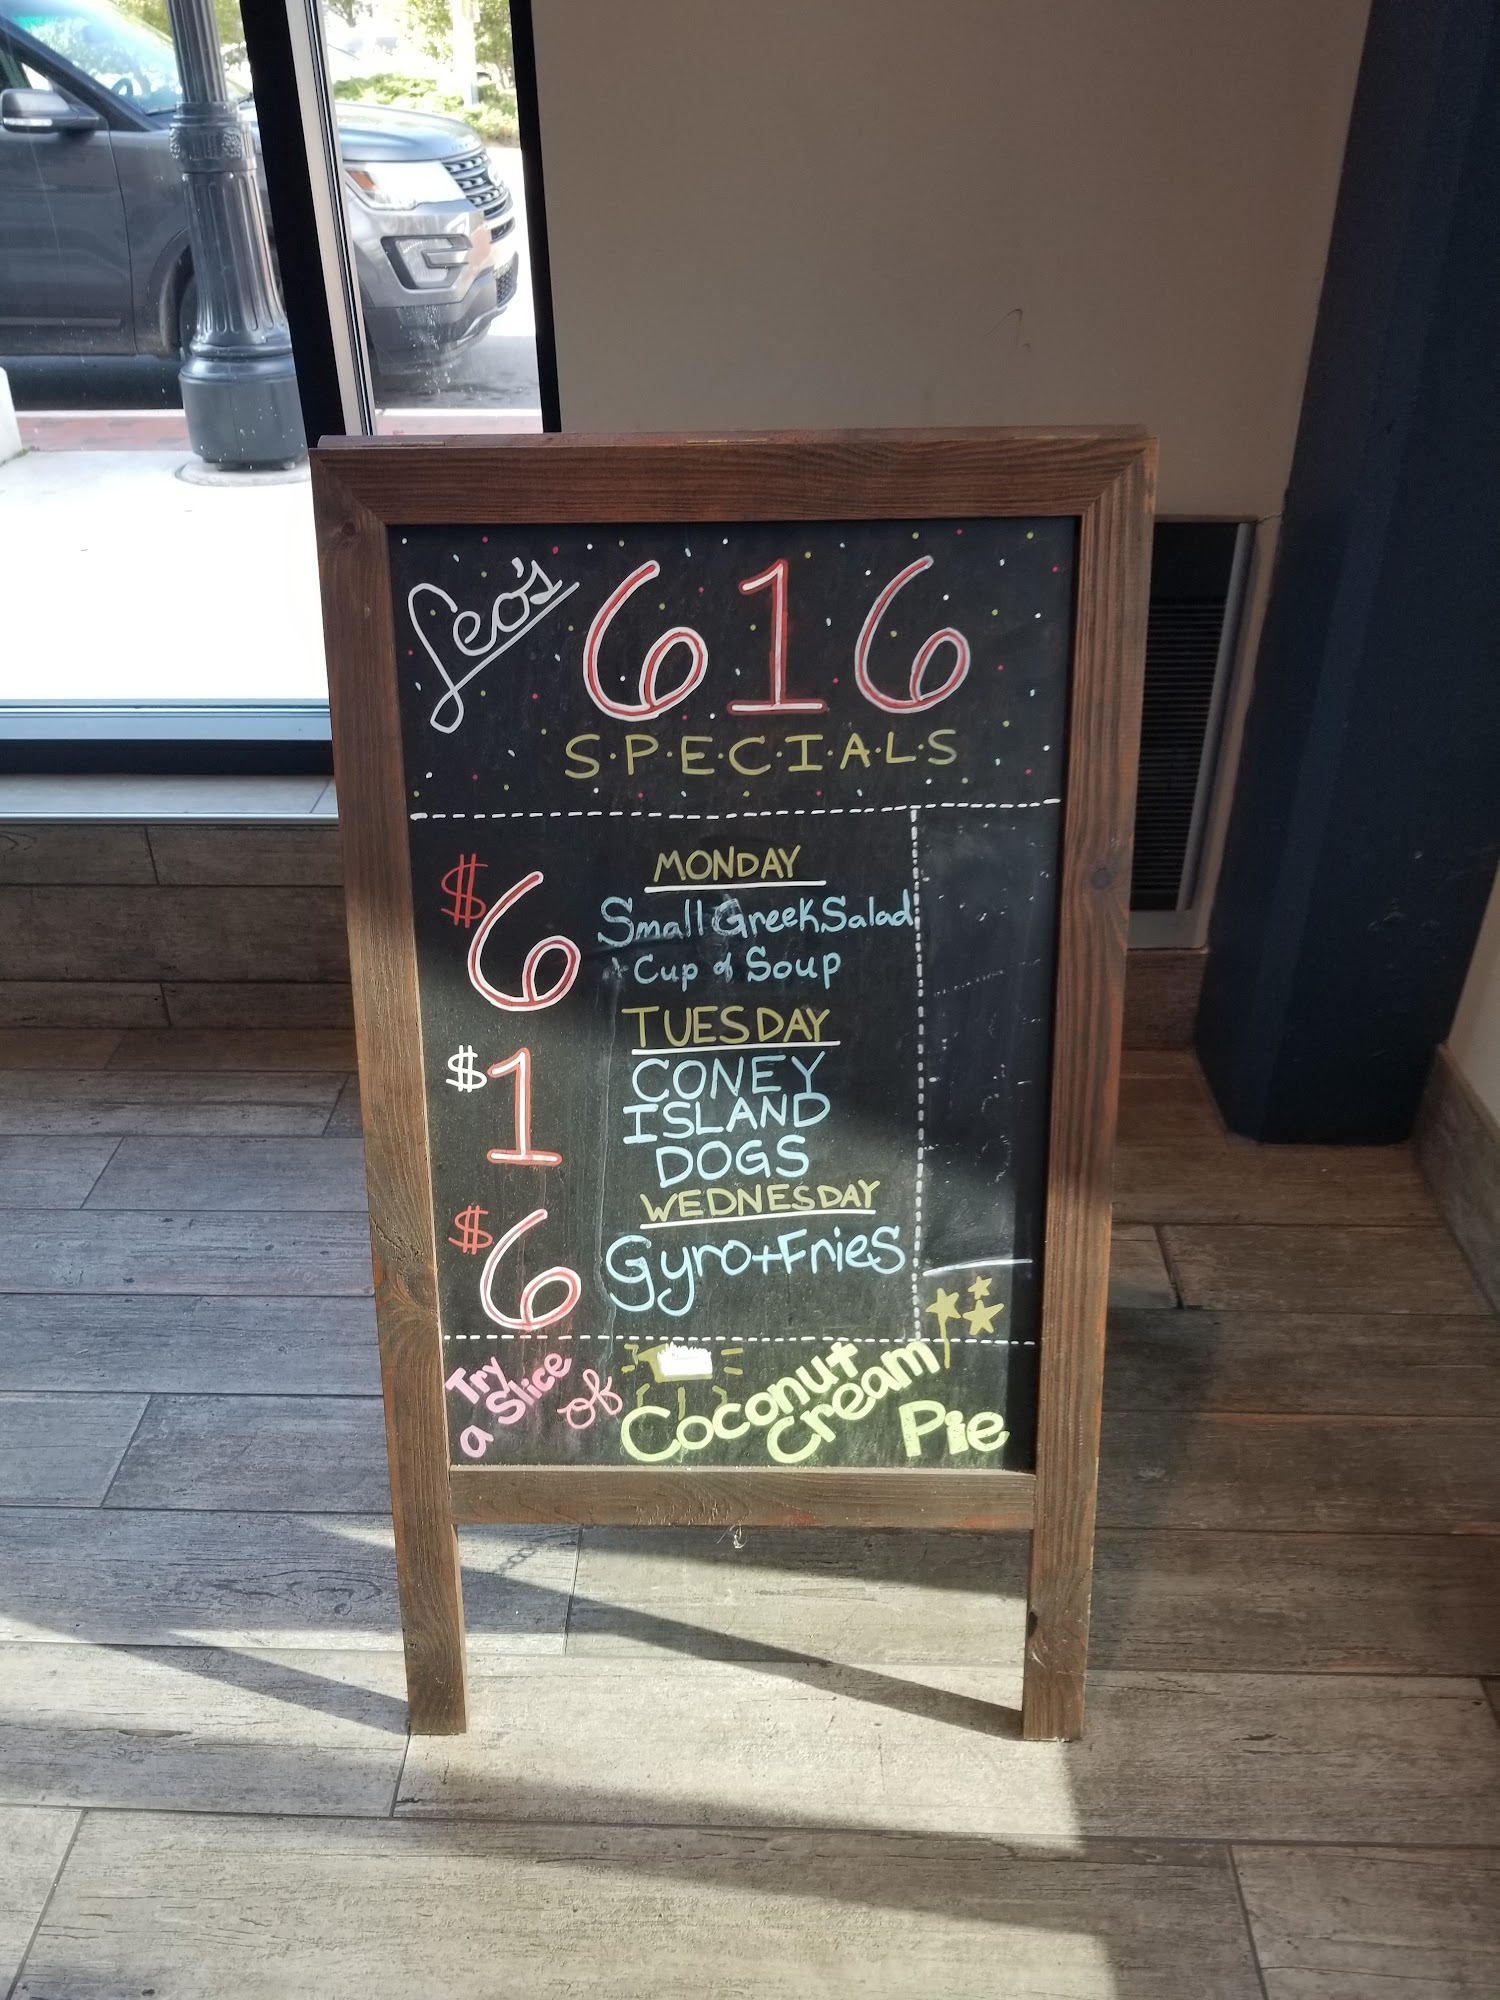 Leo's 616
S·P·E·C·I·A·L·S
MONDAY
$6 Small Greek Salad
+ Cup of Soup
TUESDAY
$1 CONEY
ISLAND
DOGS
WEDNESDAY
$6 Gyro+Fries
Try
a Slice
of
Coconut
Cream
Pie